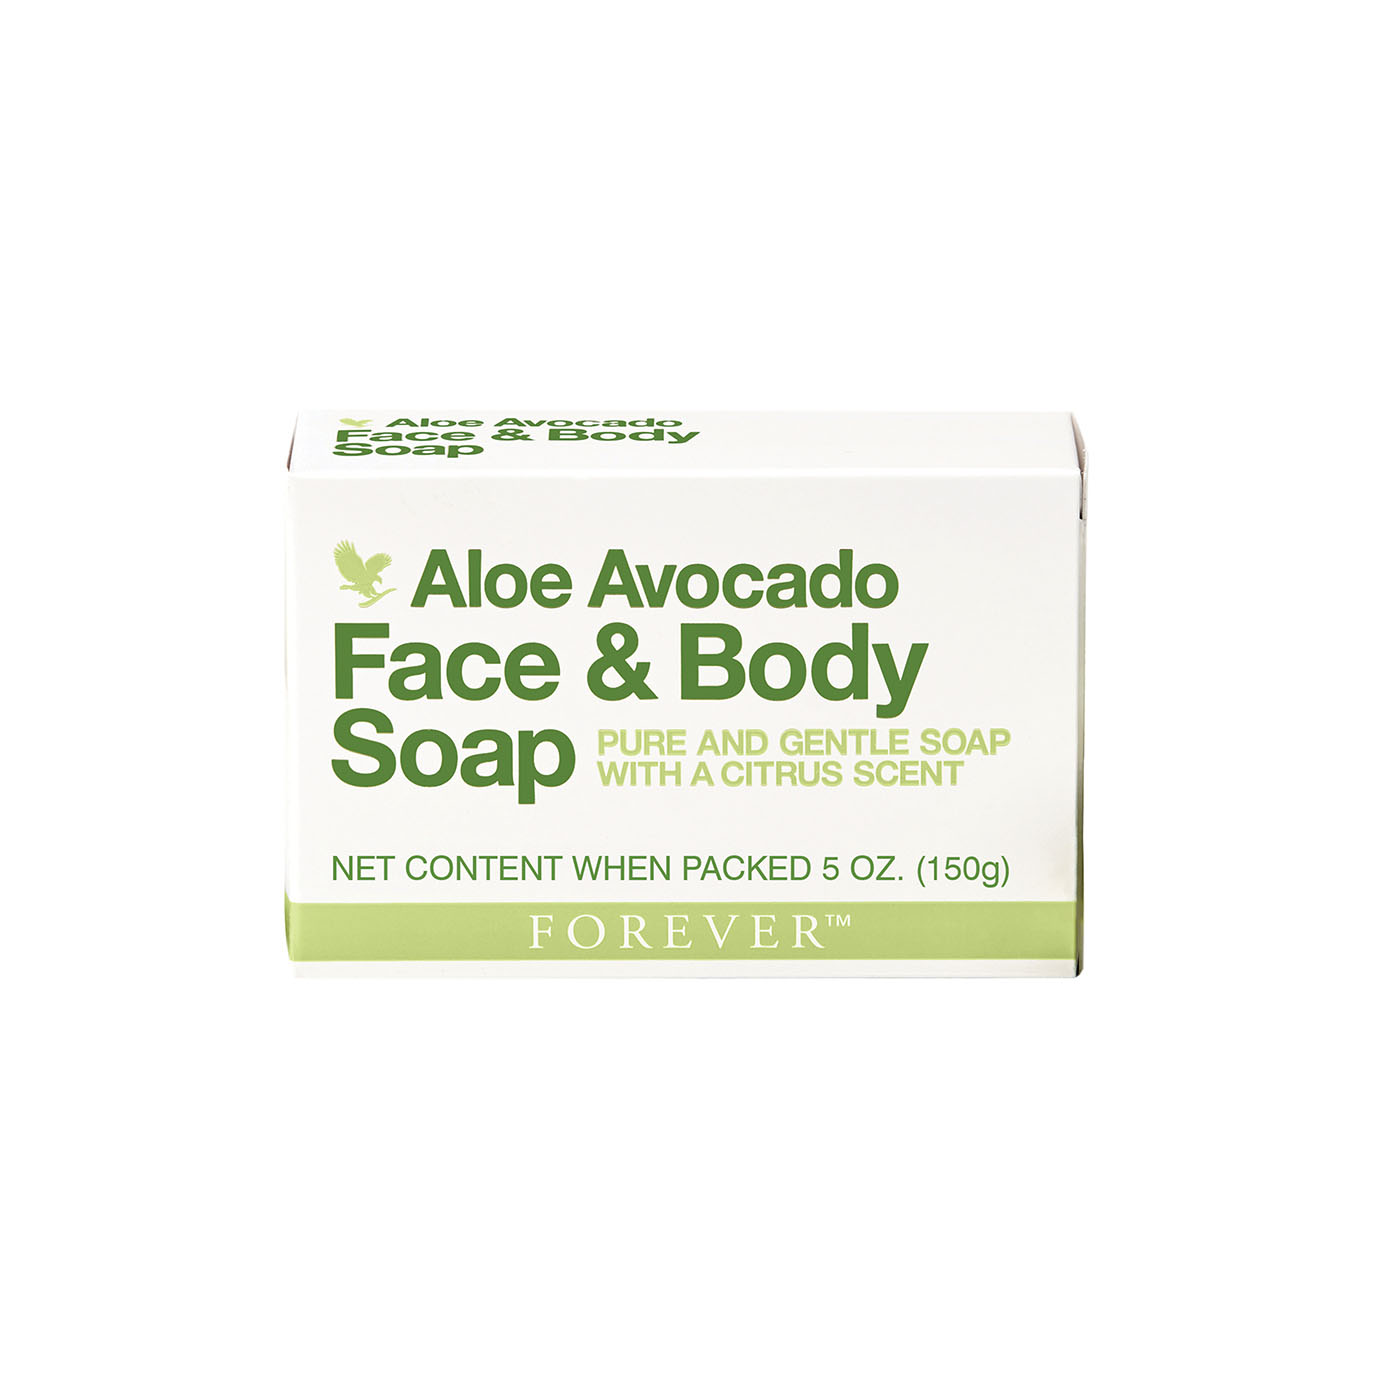 Aloe Avocado
Face & Body
Soap
Aloe Avocado
Face & Body
Soap
PURE AND GENTLE SOAP
WITH A CITRUS SCENT
NET CONTENT WHEN PACKED 5 OZ. (150g)
FOREVER™